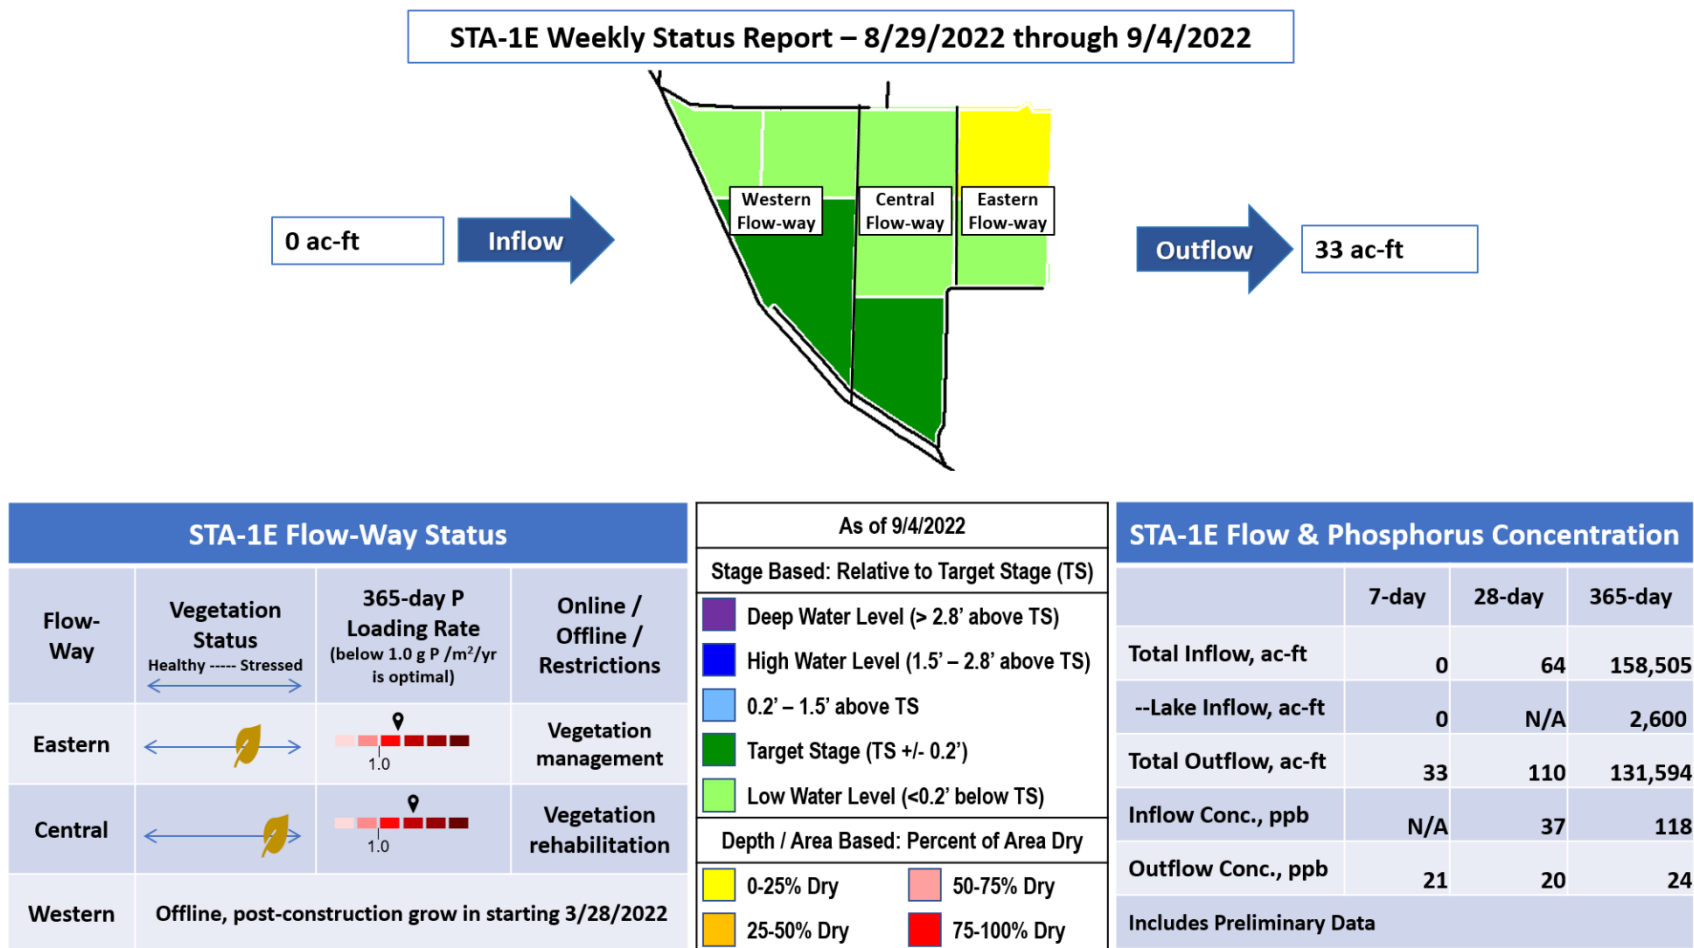 STA-1E Weekly Status Report – 8/29/2022 through 9/4/2022
Western
Flow-way
Central
Flow-way
Eastern
Flow-way
0 ac-ft
Inflow
Outflow
33 ac-ft
STA-1E Flow-Way Status
Flow-
Way
Vegetation
Status
Healthy ----- Stressed
365-day P
Loading Rate
(below 1.0 g P /m²/yr
is optimal)
Online /
Offline /
Restrictions
Eastern
1.0
Vegetation
management
Central
1.0
Vegetation
rehabilitation
Western
Offline, post-construction grow in starting 3/28/2022
As of 9/4/2022
Stage Based: Relative to Target Stage (TS)
Deep Water Level (> 2.8’ above TS)
High Water Level (1.5’ – 2.8’ above TS)
0.2’ – 1.5’ above TS
Target Stage (TS +/- 0.2’)
Low Water Level (<0.2’ below TS)
Depth / Area Based: Percent of Area Dry
0-25% Dry
50-75% Dry
25-50% Dry
75-100% Dry
STA-1E Flow & Phosphorus Concentration
7-day 28-day 365-day
Total Inflow, ac-ft 0 64 158,505
--Lake Inflow, ac-ft 0 N/A 2,600
Total Outflow, ac-ft 33 110 131,594
Inflow Conc., ppb N/A 37 118
Outflow Conc., ppb 21 20 24
Includes Preliminary Data